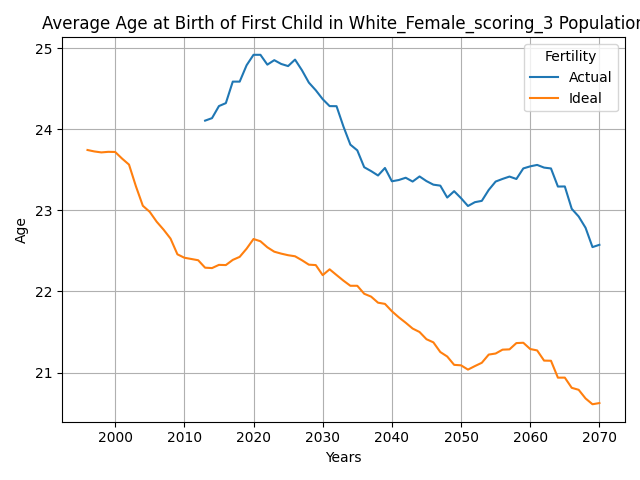 Average Age at Birth of First Child in White_Female_scoring_3 Population
Fertility
Actual
Ideal
25
24
23
22
21
Age
2000
2010
2020
2030
2040
2050
2060
2070
Years